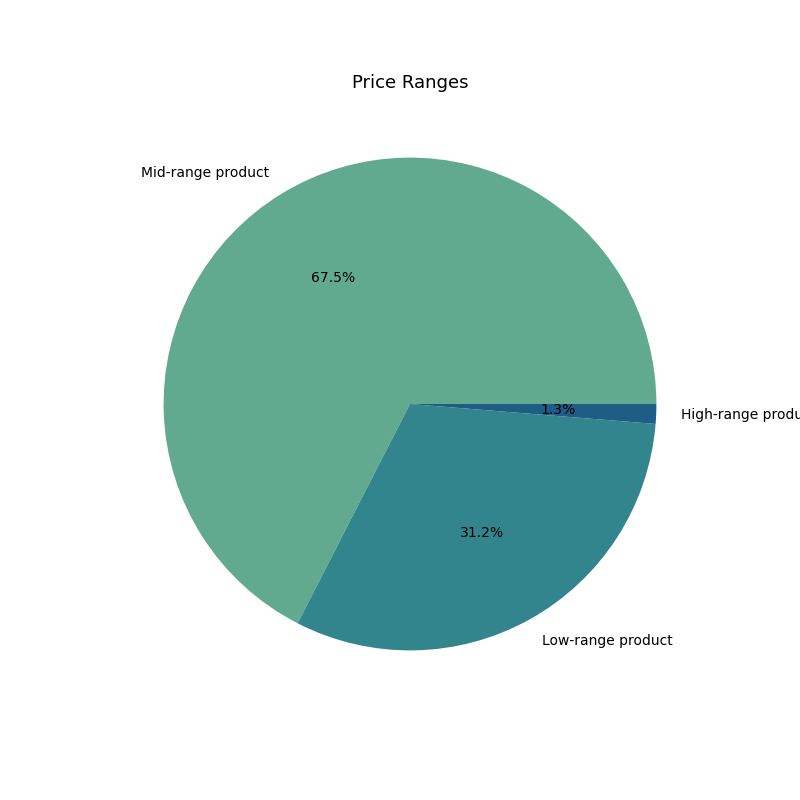 Price Ranges
Mid-range product
67.5%
1.3%
High-range produ
31.2%
Low-range product